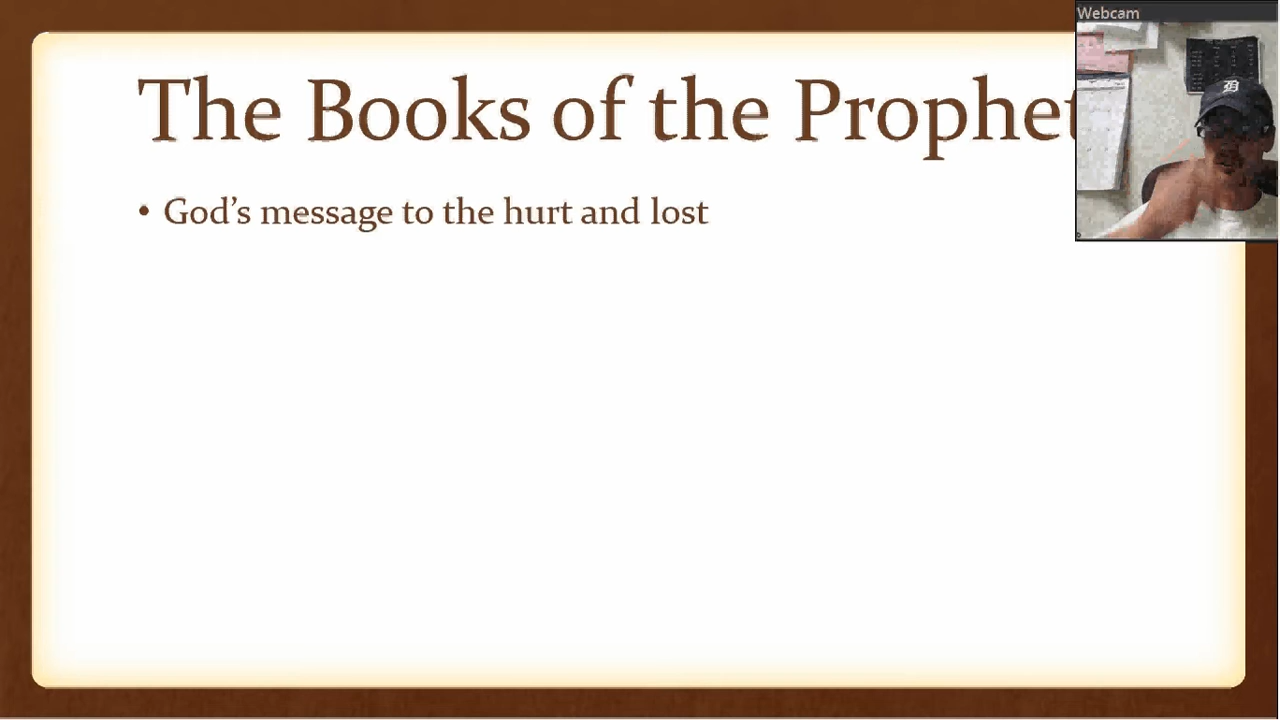 Webcam
The Books of the Prophet
• God's message to the hurt and lost